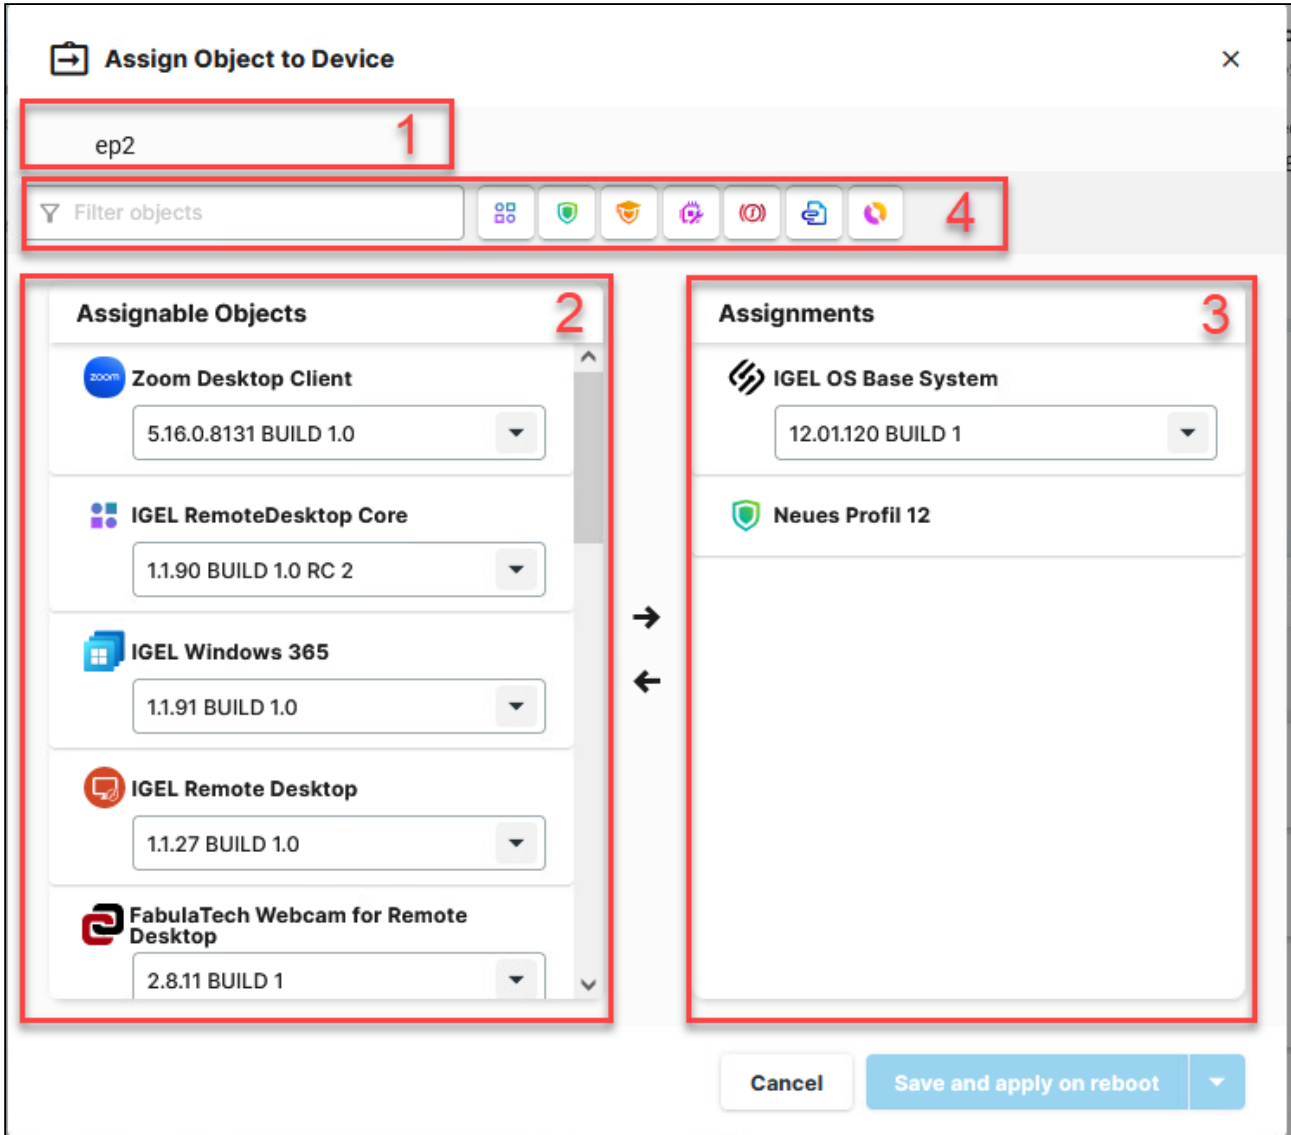 Assign Object to Device
ep2
1
Filter objects
4
Assignable Objects
2
zoom Zoom Desktop Client
5.16.0.8131 BUILD 1.0
IGEL RemoteDesktop Core
1.1.90 BUILD 1.0 RC 2
IGEL Windows 365
1.1.91 BUILD 1.0
IGEL Remote Desktop
1.1.27 BUILD 1.0
FabulaTech Webcam for Remote
Desktop
2.8.11 BUILD 1
Assignments
3
IGEL OS Base System
12.01.120 BUILD 1
Neues Profil 12
Cancel
Save and apply on reboot